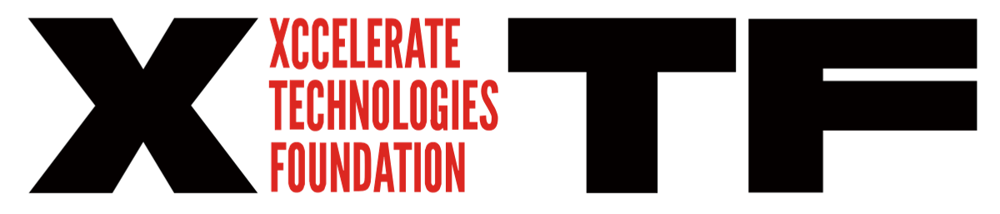 X
XCCELERATE
TECHNOLOGIES
FOUNDATION
TF